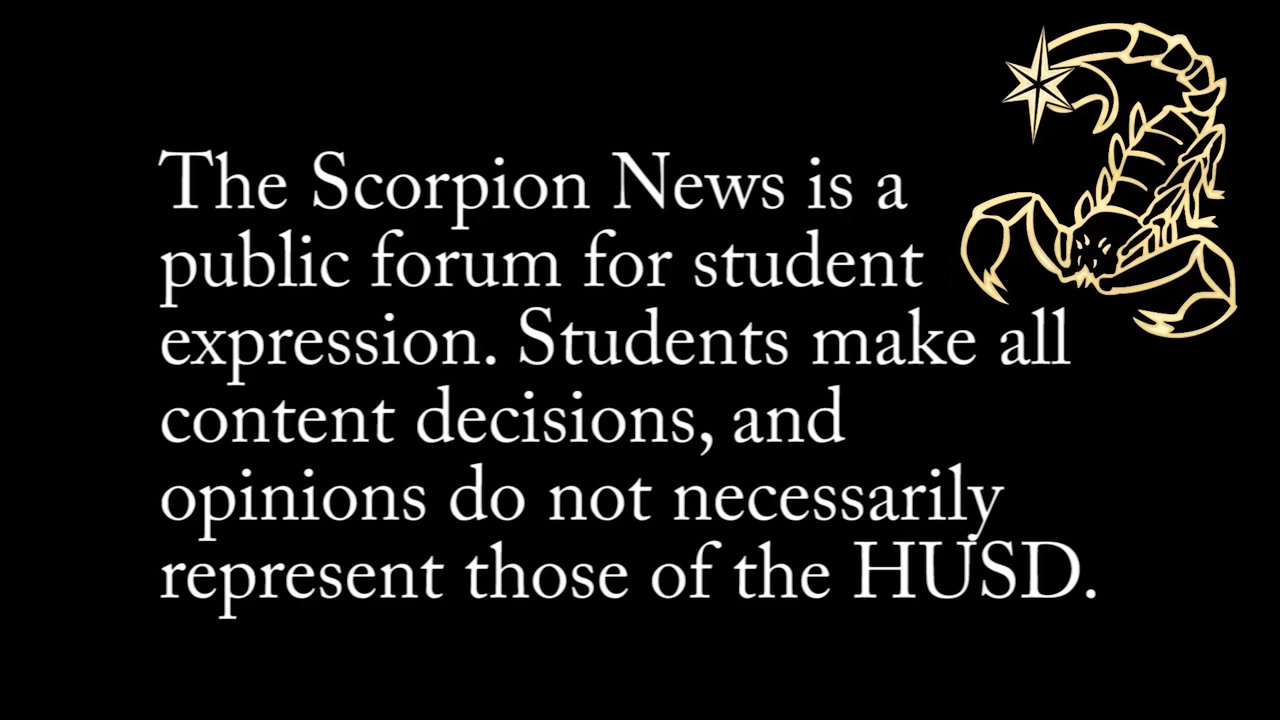 The Scorpion News is a
public forum for student
expression. Students make all
content decisions, and
opinions do not necessarily
represent those of the HUSD.